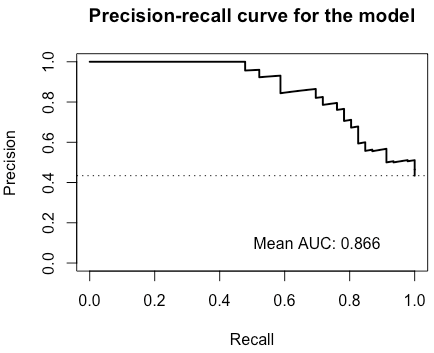 Precision-recall curve for the model
Precision
1.0
0.8
0.6
0.4
0.2
0.0
Mean AUC: 0.866
0.0 0.2 0.4 0.6 0.8 1.0
Recall